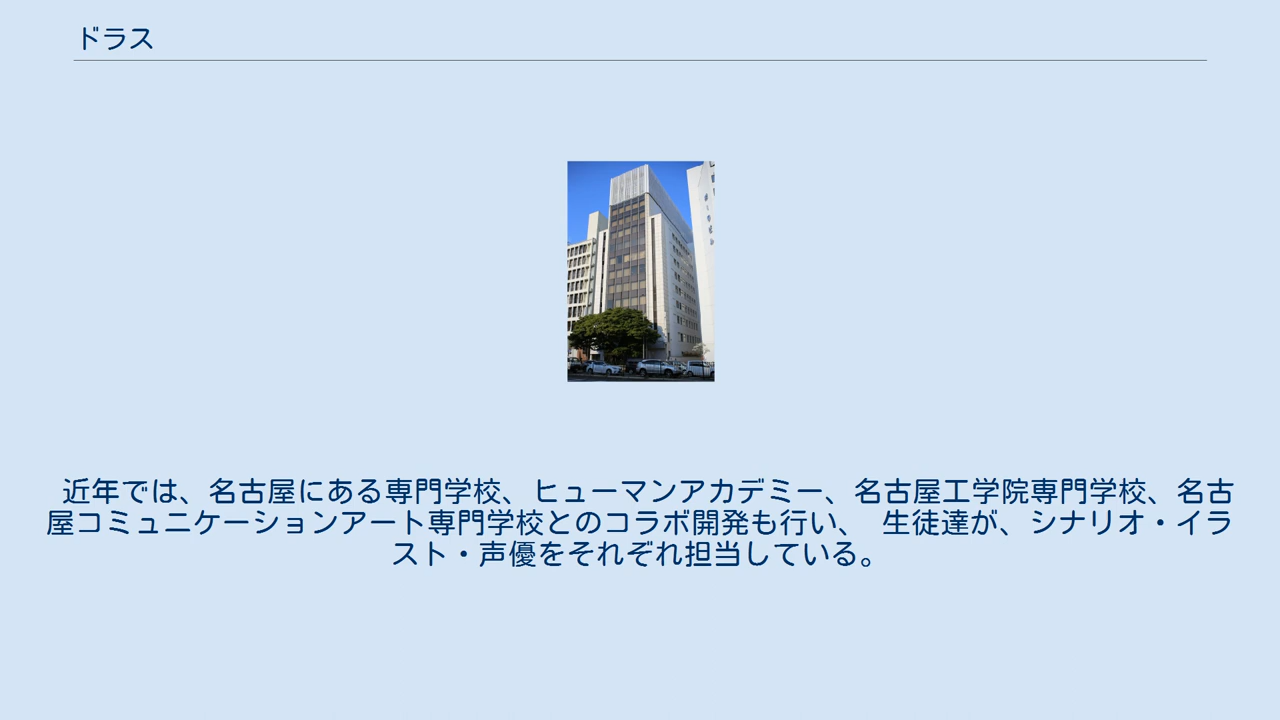 ドラス
近年では、名古屋にある専門学校、ヒューマンアカデミー、名古屋工学院専門学校、名古
屋コミュニケーションアート専門学校とのコラボ開発も行い、 生徒達が、シナリオ・イラ
スト・声優をそれぞれ担当している。